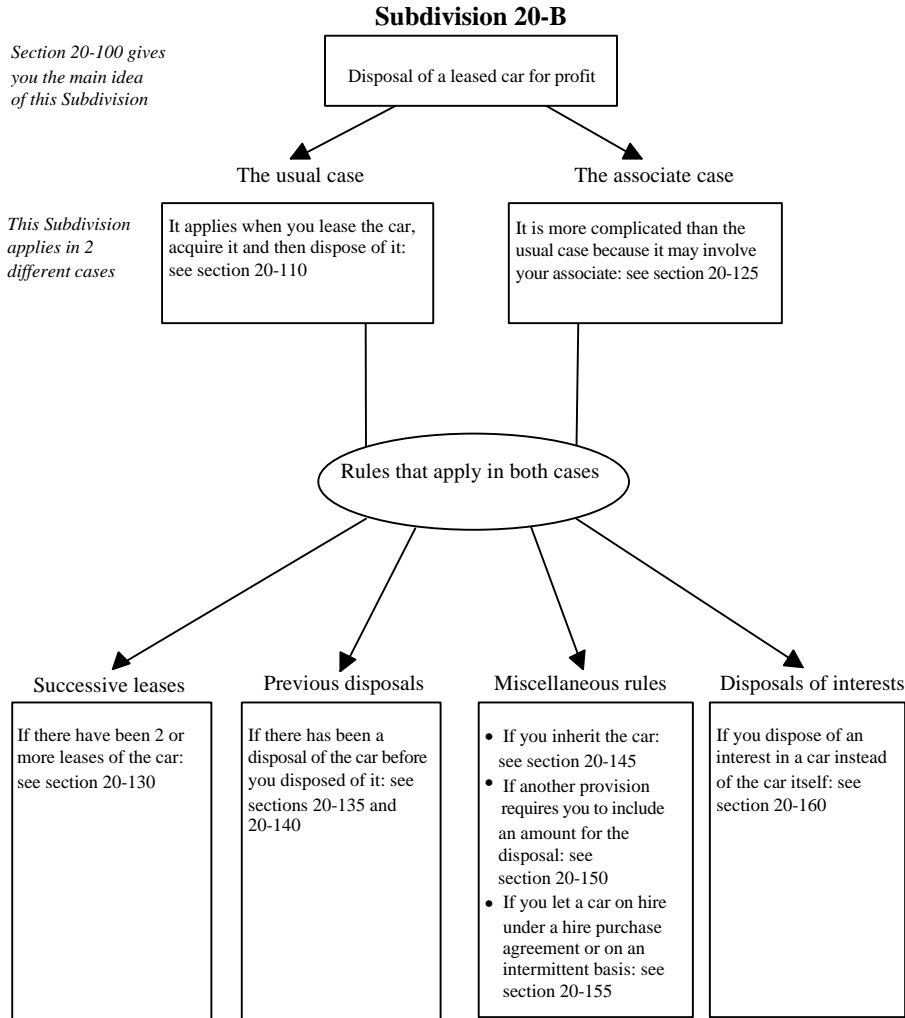 Subdivision 20-B
Section 20-100 gives
you the main idea
of this Subdivision
Disposal of a leased car for profit
The usual case
The associate case
This Subdivision
applies in 2
different cases
It applies when you lease the car,
acquire it and then dispose of it:
see section 20-110
It is more complicated than the
usual case because it may involve
your associate: see section 20-125
Rules that apply in both cases
Successive leases
If there have been 2 or
more leases of the car:
see section 20-130
Previous disposals
If there has been a
disposal of the car before
you disposed of it: see
sections 20-135 and
20-140
Miscellaneous rules
• If you inherit the car:
see section 20-145
• If another provision
requires you to include
an amount for the
disposal: see
section 20-150
• If you let a car on hire
under a hire purchase
agreement or on an
intermittent basis: see
section 20-155
Disposals of interests
If you dispose of an
interest in a car instead
of the car itself: see
section 20-160